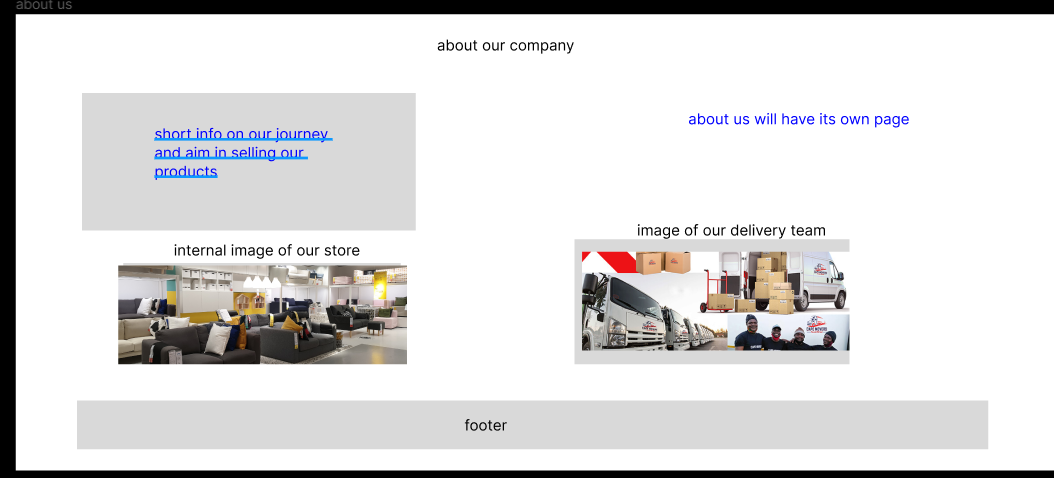 about us
about our company
short info on our journey
and aim in selling our
products
about us will have its own page
image of our delivery team
internal image of our store
footer